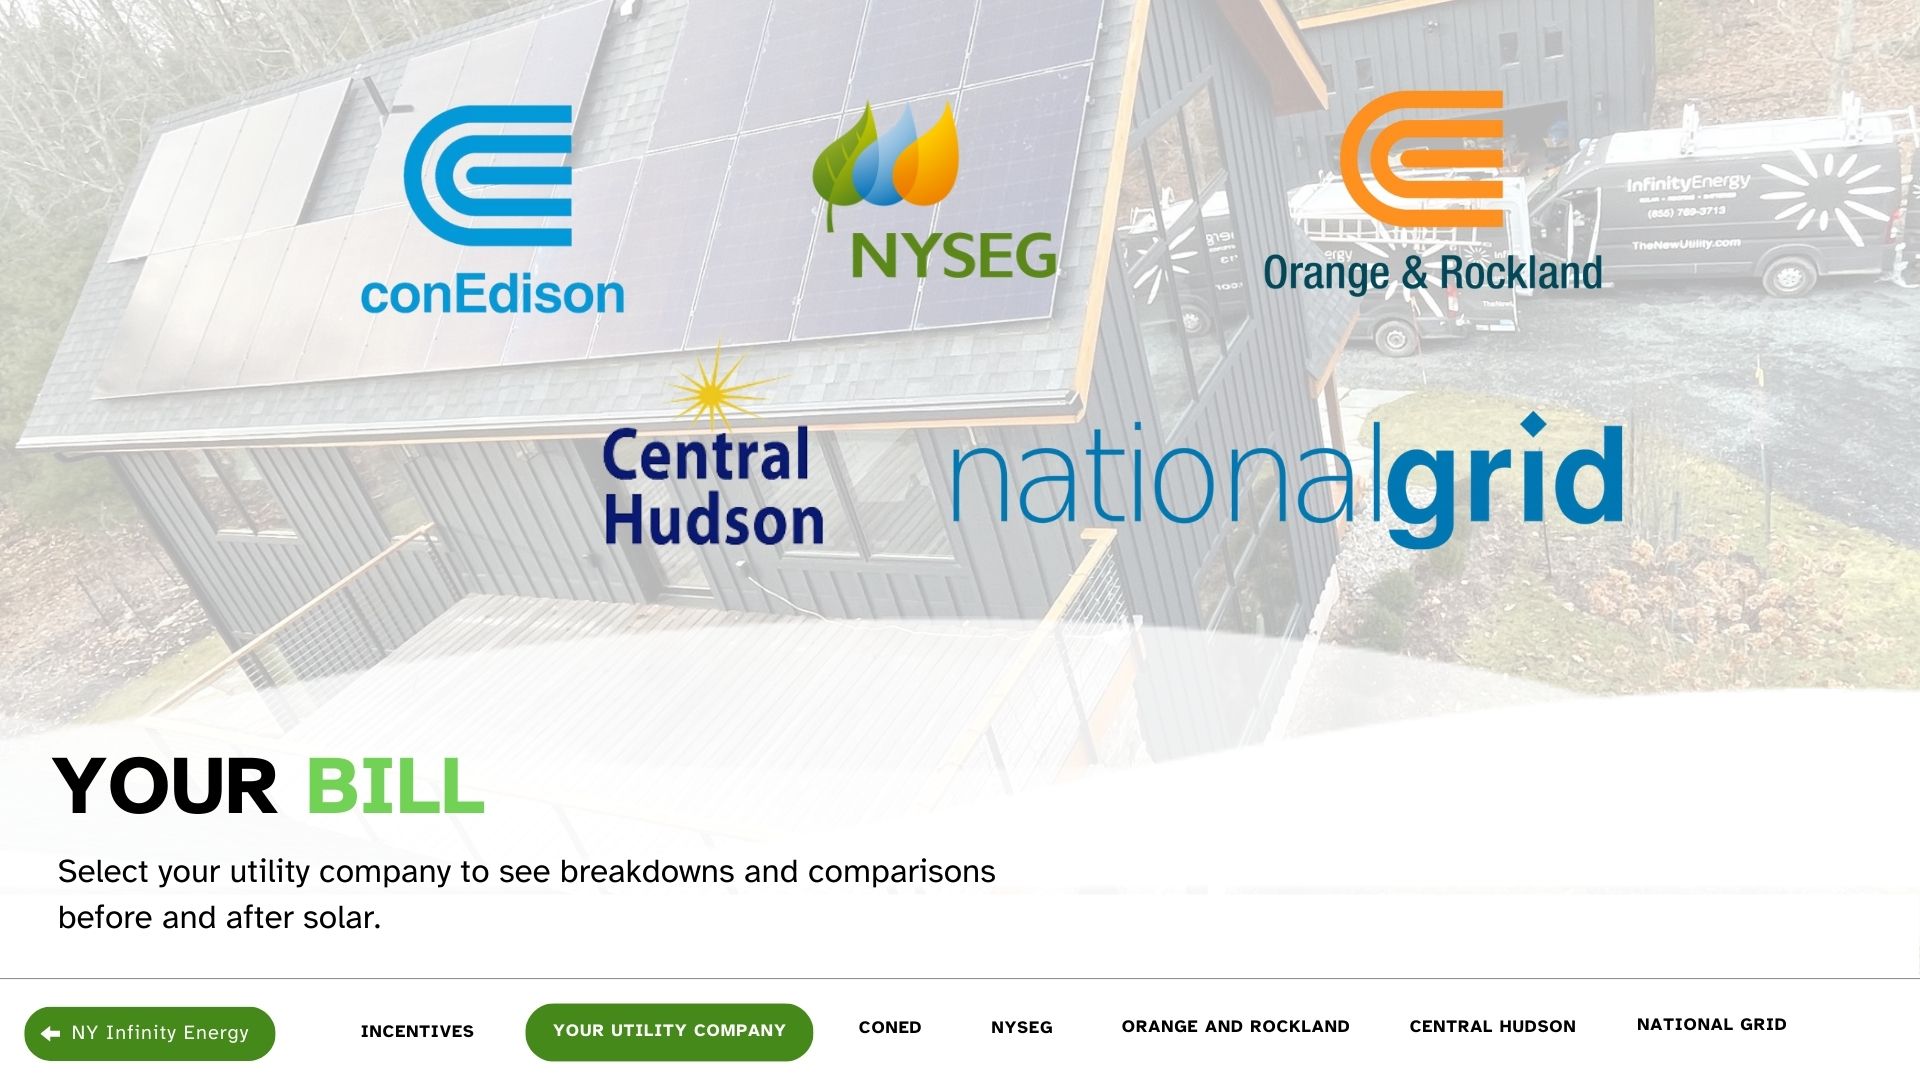 conEdison
NYSEG
Orange & Rockland
InfinityEnergy
(855) 769-3713
TheNewUtility.com
Central
Hudson
nationalgrid
YOUR BILL
Select your utility company to see breakdowns and comparisons
before and after solar.
NY Infinity Energy
INCENTIVES
YOUR UTILITY COMPANY
CONED
NYSEG
ORANGE AND ROCKLAND
CENTRAL HUDSON
NATIONAL GRID